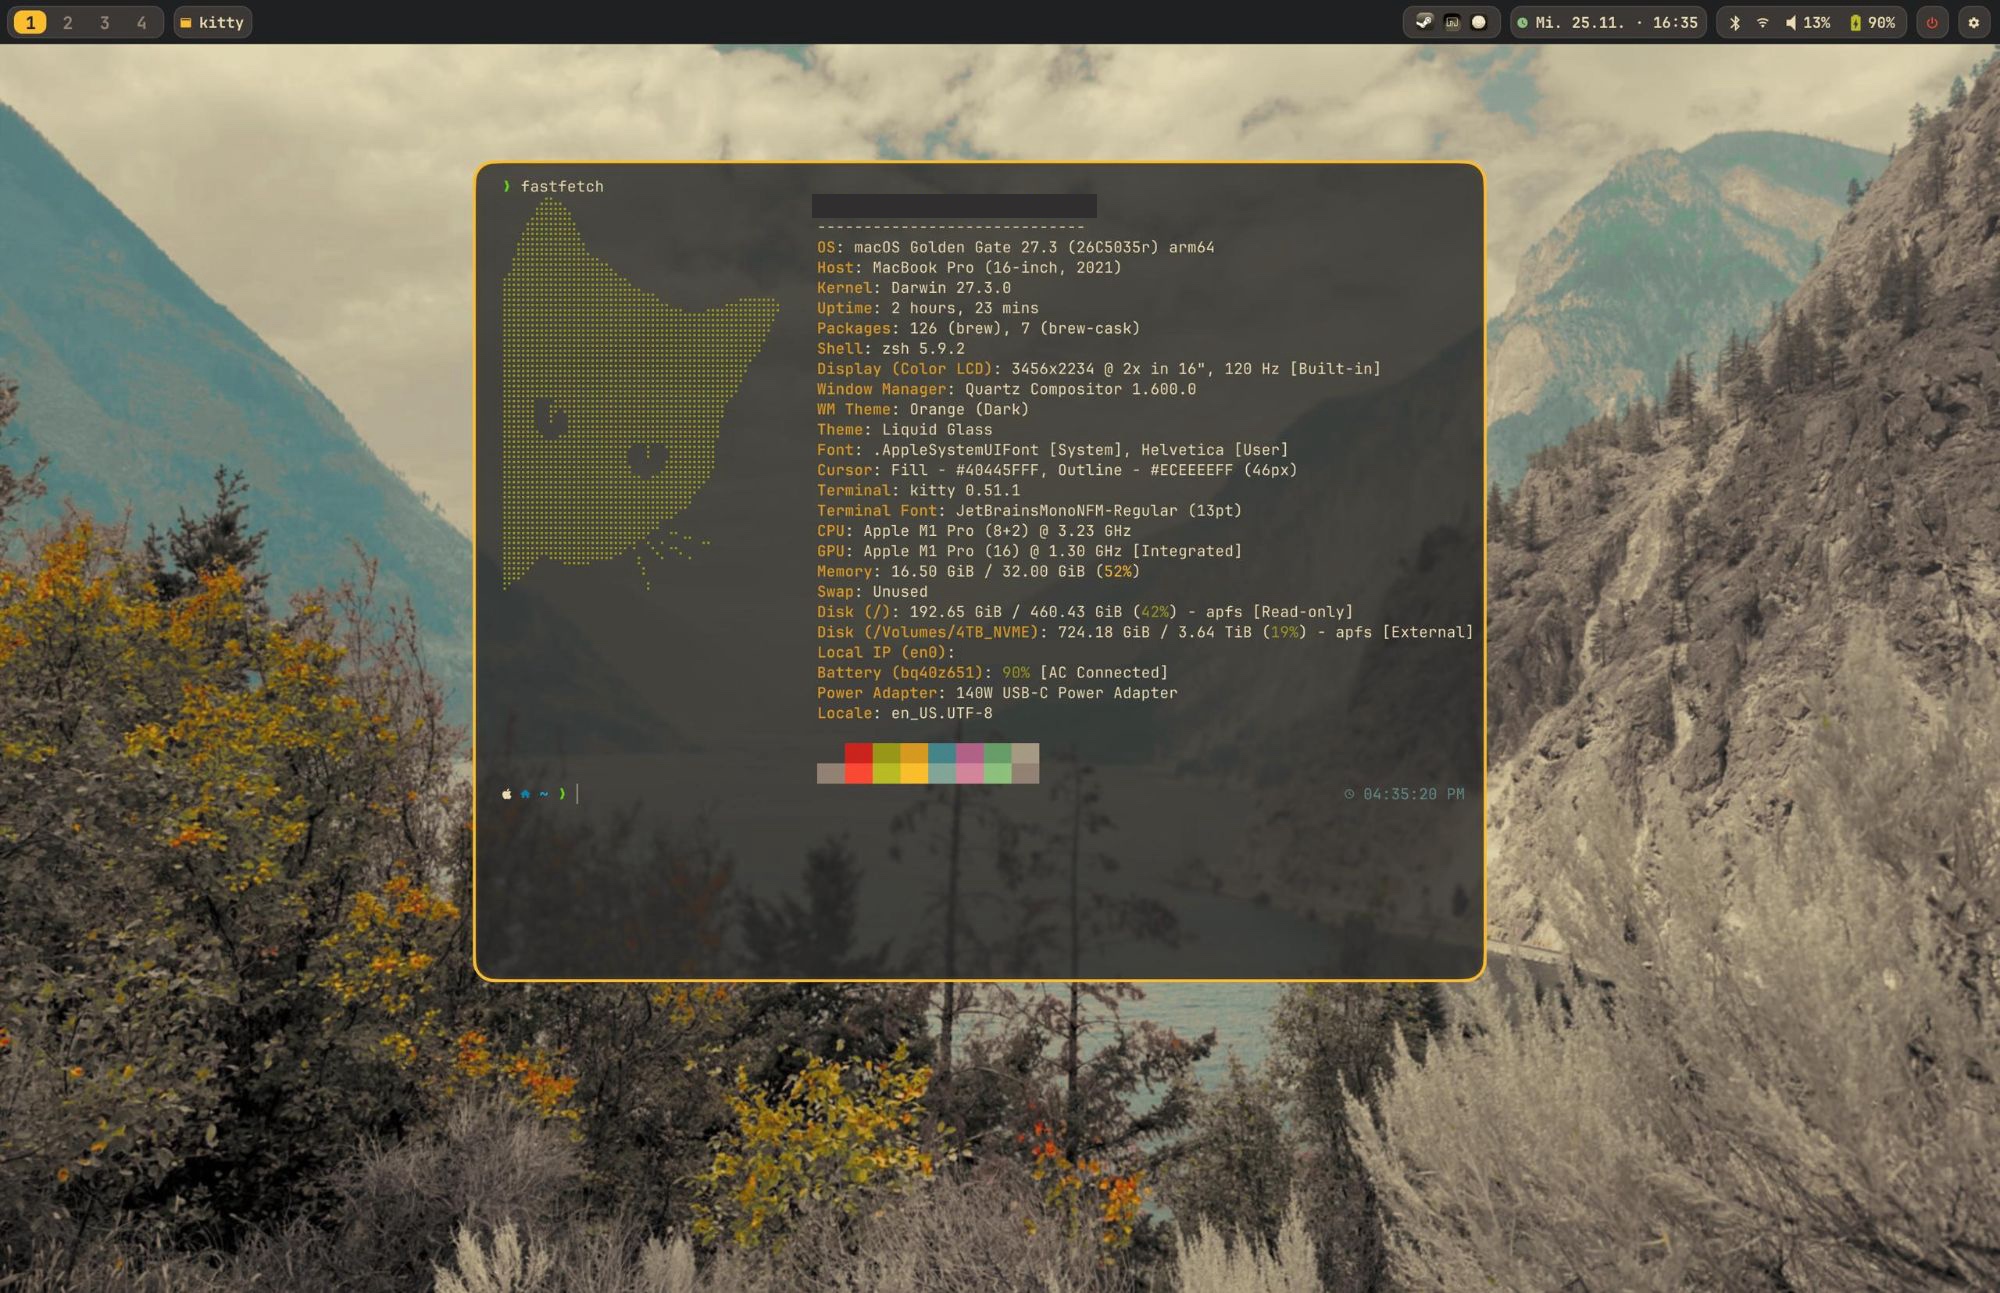 1 2 3 4 kitty Mi. 25.11. · 16:35 13% 90%
❯ fastfetch
----------------------------
OS: macOS Golden Gate 27.3 (26C5035r) arm64
Host: MacBook Pro (16-inch, 2021)
Kernel: Darwin 27.3.0
Uptime: 2 hours, 23 mins
Packages: 126 (brew), 7 (brew-cask)
Shell: zsh 5.9.2
Display (Color LCD): 3456x2234 @ 2x in 16", 120 Hz [Built-in]
Window Manager: Quartz Compositor 1.600.0
WM Theme: Orange (Dark)
Theme: Liquid Glass
Font: .AppleSystemUIFont [System], Helvetica [User]
Cursor: Fill - #40445FFF, Outline - #ECEEEEFF (46px)
Terminal: kitty 0.51.1
Terminal Font: JetBrainsMonoNFM-Regular (13pt)
CPU: Apple M1 Pro (8+2) @ 3.23 GHz
GPU: Apple M1 Pro (16) @ 1.30 GHz [Integrated]
Memory: 16.50 GiB / 32.00 GiB (52%)
Swap: Unused
Disk (/): 192.65 GiB / 460.43 GiB (42%) - apfs [Read-only]
Disk (/Volumes/4TB_NVME): 724.18 GiB / 3.64 TiB (19%) - apfs [External]
Local IP (en0):
Battery (bq40z651): 90% [AC Connected]
Power Adapter: 140W USB-C Power Adapter
Locale: en_US.UTF-8
~ ❯ 04:35:20 PM